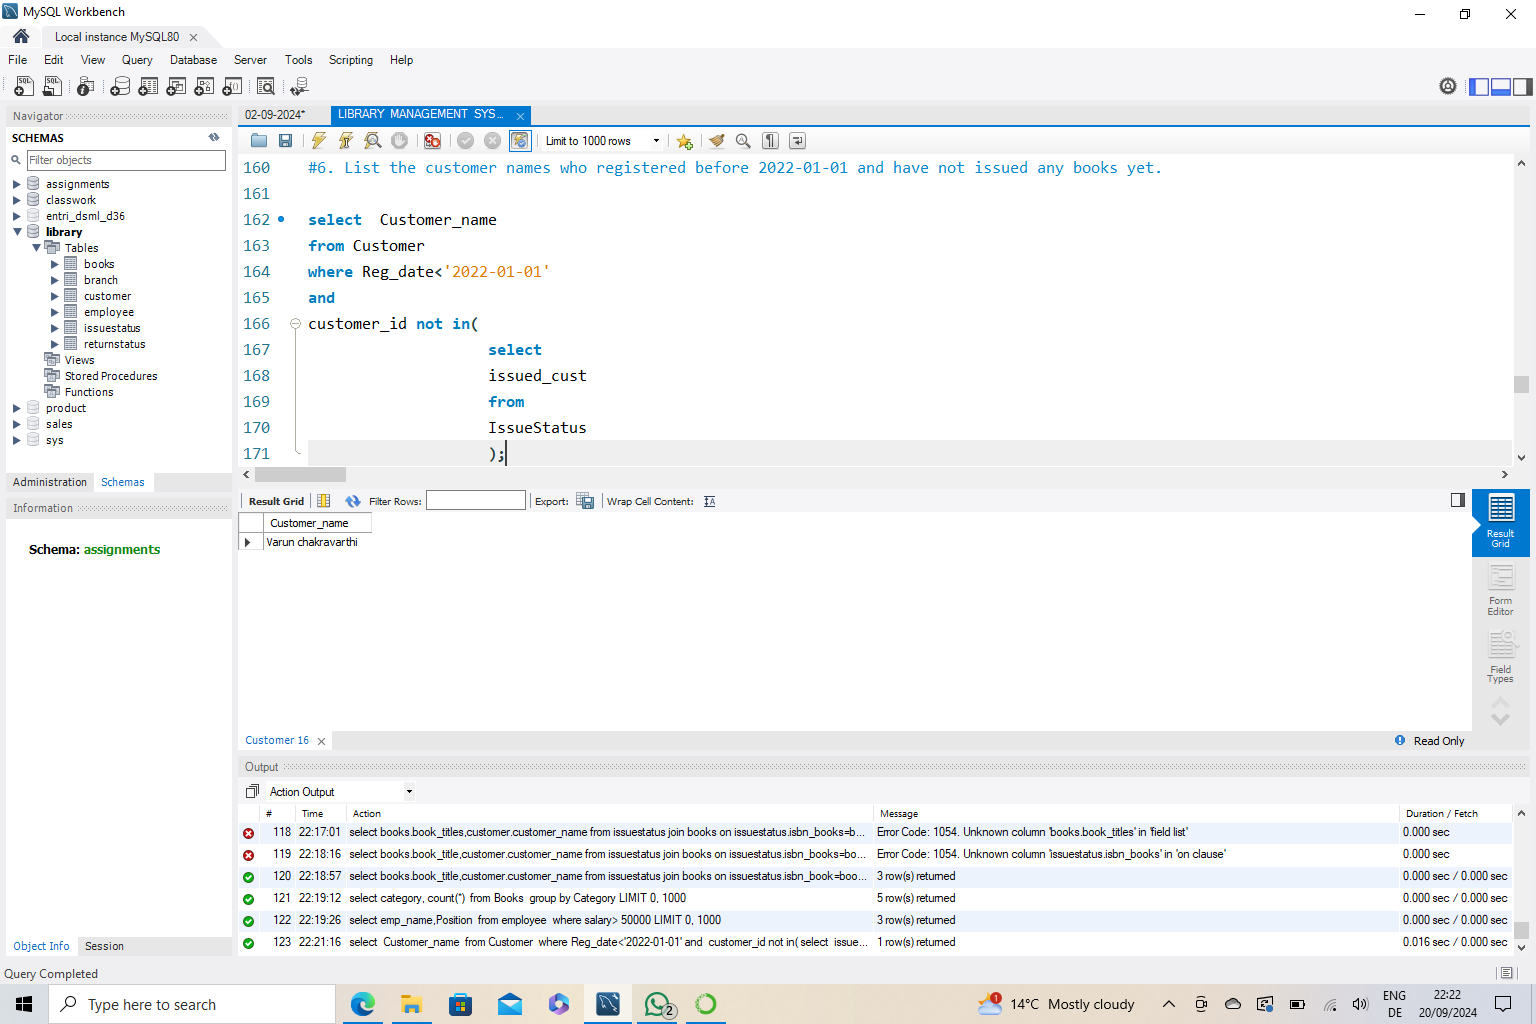 MySQL Workbench
Local instance MySQL80
File Edit View Query Database Server Tools Scripting Help
Navigator
SCHEMAS
Filter objects
assignments
classwork
entri_dsml_d36
library
Tables
books
branch
customer
employee
issuestatus
returnstatus
Views
Stored Procedures
Functions
product
sales
sys
Administration Schemas
Information
Schema: assignments
Object Info Session
02-09-2024* LIBRARY MANAGEMENT SYS...
Limit to 1000 rows
160 #6. List the customer names who registered before 2022-01-01 and have not issued any books yet.
161
162 select Customer_name
163 from Customer
164 where Reg_date<'2022-01-01'
165 and
166 customer_id not in(
167 select
168 issued_cust
169 from
170 IssueStatus
171 );
Result Grid Filter Rows: Export: Wrap Cell Content:
Customer_name
Varun chakravarthi
Result Grid
Form Editor
Field Types
Customer 16
Read Only
Output
Action Output
# Time Action Message Duration / Fetch
118 22:17:01 select books.book_titles,customer.customer_name from issuestatus join books on issuestatus.isbn_books=b... Error Code: 1054. Unknown column 'books.book_titles' in 'field list' 0.000 sec
119 22:18:16 select books.book_title,customer.customer_name from issuestatus join books on issuestatus.isbn_books=bo... Error Code: 1054. Unknown column 'issuestatus.isbn_books' in 'on clause' 0.000 sec
120 22:18:57 select books.book_title,customer.customer_name from issuestatus join books on issuestatus.isbn_book=boo... 3 row(s) returned 0.000 sec / 0.000 sec
121 22:19:12 select category, count(*) from Books group by Category LIMIT 0, 1000 5 row(s) returned 0.000 sec / 0.000 sec
122 22:19:26 select emp_name,Position from employee where salary> 50000 LIMIT 0, 1000 3 row(s) returned 0.000 sec / 0.000 sec
123 22:21:16 select Customer_name from Customer where Reg_date<'2022-01-01' and customer_id not in( select issue... 1 row(s) returned 0.016 sec / 0.000 sec
Query Completed
Type here to search
2
1
14°C Mostly cloudy
ENG
DE
22:22
20/09/2024